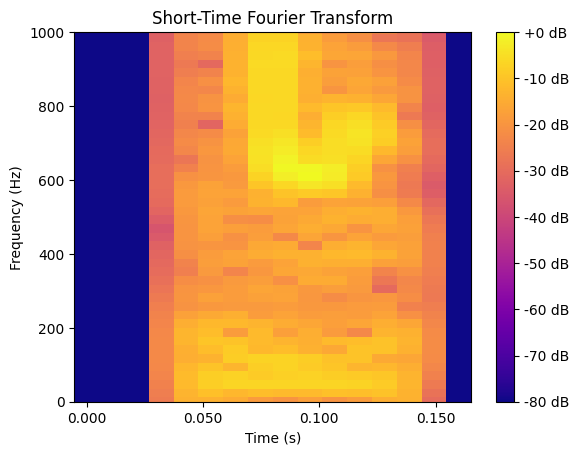 Short-Time Fourier Transform
1000
800
600
400
200
0
Frequency (Hz)
0.000
0.050
0.100
0.150
Time (s)
+0 dB
-10 dB
-20 dB
-30 dB
-40 dB
-50 dB
-60 dB
-70 dB
-80 dB